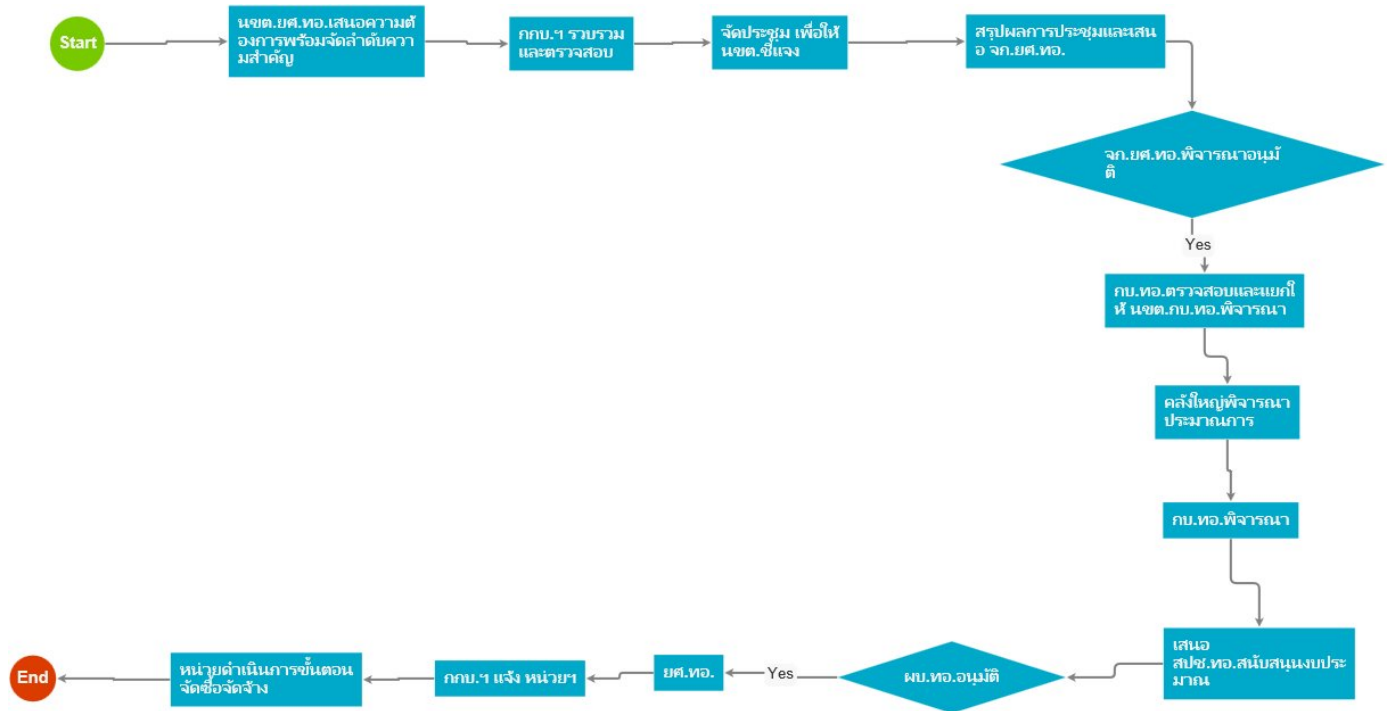 Start
นขต.ยศ.ทอ.เสนอความต้
องการพร้อมจัดลำดับควา
มสำคัญ
กกบ.ฯ รวบรวม
และตรวจสอบ
จัดประชุม เพื่อให้
นขต.ชี้แจง
สรุปผลการประชุมและเสน
อ จก.ยศ.ทอ.
จก.ยศ.ทอ.พิจารณาอนุมั
ติ
Yes
กบ.ทอ.ตรวจสอบและแยกใ
ห้ นขต.กบ.ทอ.พิจารณา
คลังใหญ่พิจารณา
ประมาณการ
กบ.ทอ.พิจารณา
เสนอ
สปช.ทอ.สนับสนุนงบประ
มาณ
ผบ.ทอ.อนุมัติ
Yes
ยศ.ทอ.
กกบ.ฯ แจ้ง หน่วยฯ
หน่วยดำเนินการขั้นตอน
จัดซื้อจัดจ้าง
End